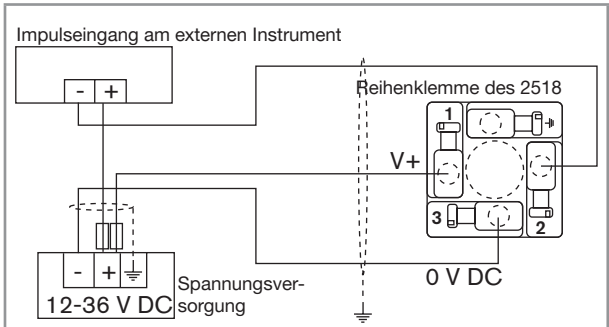 Impulseingang am externen Instrument
- +
Reihenklemme des 2518
1
V+
3
2
0 V DC
- +
12-36 V DC
Spannungsver-
sorgung